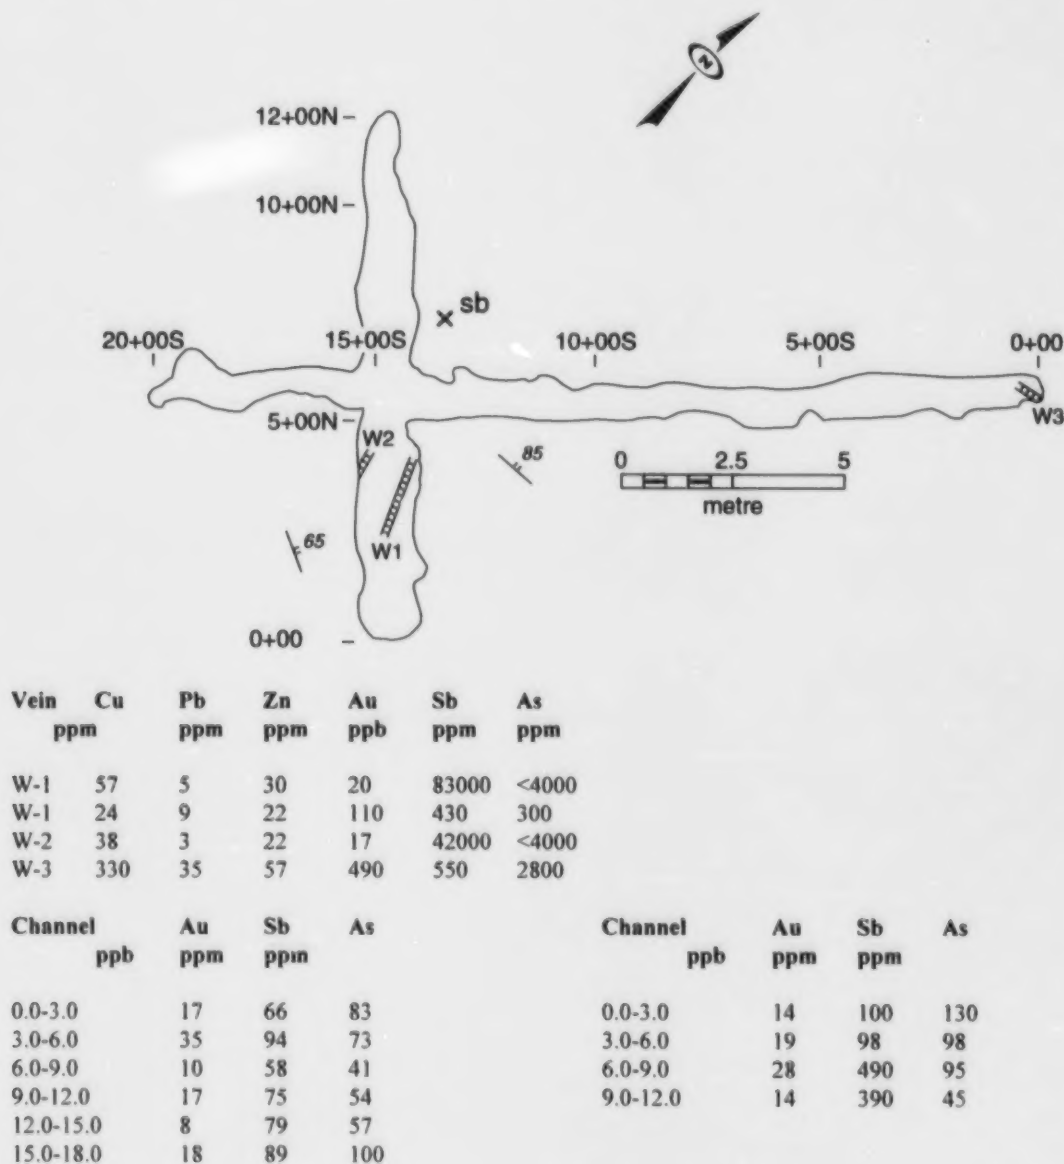 N
12+00N
10+00N
sb
20+00S 15+00S 10+00S 5+00S 0+00
W3
5+00N
W2
85
0 2.5 5
metre
65
W1
0+00
Vein Cu Pb Zn Au Sb As
ppm ppm ppm ppb ppm ppm
W-1 57 5 30 20 83000 <4000
W-1 24 9 22 110 430 300
W-2 38 3 22 17 42000 <4000
W-3 330 35 57 490 550 2800
Channel Au Sb As
ppb ppm ppm
0.0-3.0 17 66 83
3.0-6.0 35 94 73
6.0-9.0 10 58 41
9.0-12.0 17 75 54
12.0-15.0 8 79 57
15.0-18.0 18 89 100
Channel Au Sb As
ppb ppm ppm
0.0-3.0 14 100 130
3.0-6.0 19 98 98
6.0-9.0 28 490 95
9.0-12.0 14 390 45